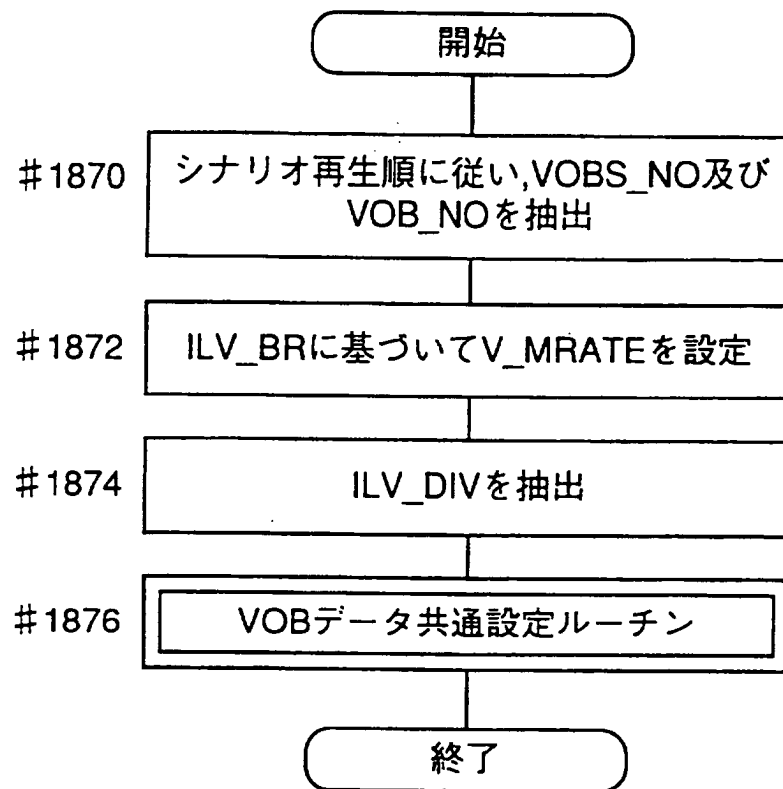 開始
#1870
シナリオ再生順に従い,VOBS_NO及び
VOB_NOを抽出
#1872
ILV_BRに基づいてV_MRATEを設定
#1874
ILV_DIVを抽出
#1876
VOBデータ共通設定ルーチン
終了